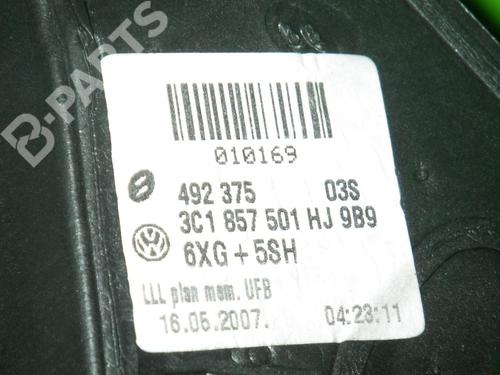 B-PARTS
010169
492 375 03S
3C1 857 501 HJ 9B9
6XG + 5SH
LLL plan mem. UFB
16.05.2007. 04:23:11